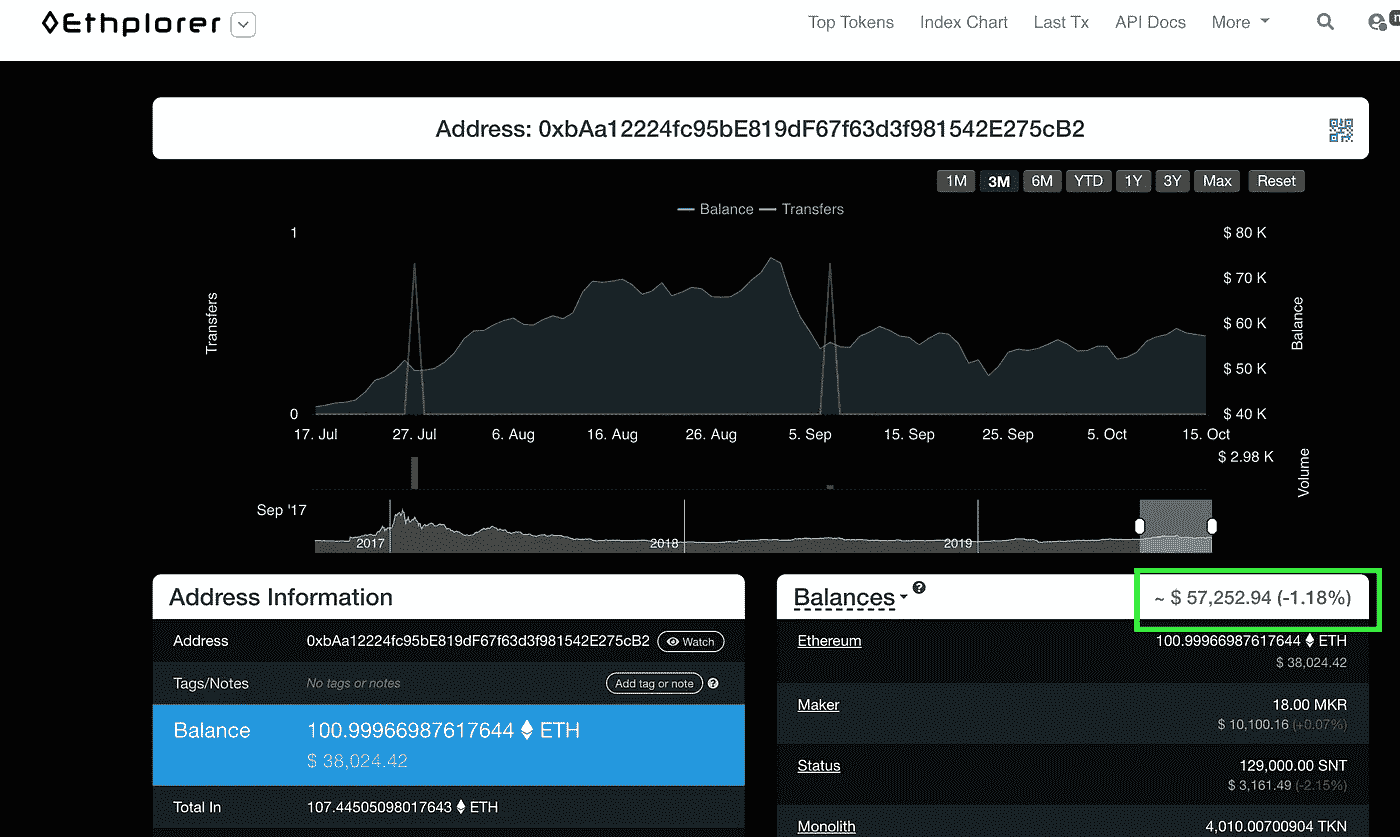 Ethplorer
Top Tokens Index Chart Last Tx API Docs More
Address: 0xbAa12224fc95bE819dF67f63d3f981542E275cB2
1M 3M 6M YTD 1Y 3Y Max Reset
Balance Transfers
1
0
Transfers
$ 80 K
$ 70 K
$ 60 K
$ 50 K
$ 40 K
Balance
17. Jul 27. Jul 6. Aug 16. Aug 26. Aug 5. Sep 15. Sep 25. Sep 5. Oct 15. Oct
$ 2.98 K
Volume
Sep '17
2017 2018 2019
Address Information
Address 0xbAa12224fc95bE819dF67f63d3f981542E275cB2 Watch
Tags/Notes No tags or notes Add tag or note ?
Balance 100.99966987617644 ETH
$ 38,024.42
Total In 107.44505098017643 ETH
Balances ? ~ $ 57,252.94 (-1.18%)
Ethereum 100.99966987617644 ETH
$ 38,024.42
Maker 18.00 MKR
$ 10,100.16 (+0.07%)
Status 129,000.00 SNT
$ 3,161.49 (-2.15%)
Monolith 4,010.00700904 TKN